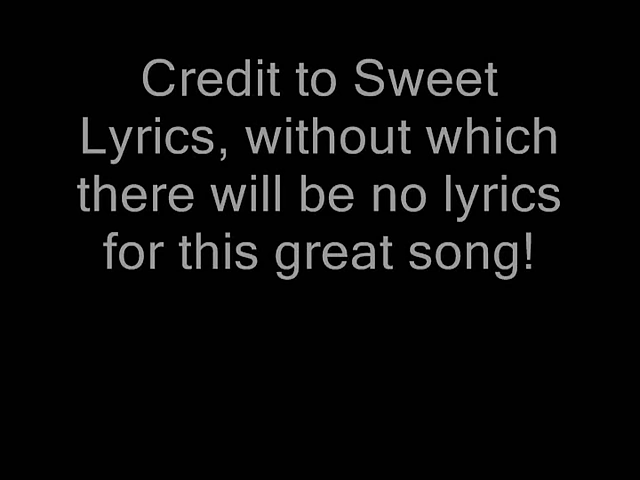 Credit to Sweet
Lyrics, without which
there will be no lyrics
for this great song!